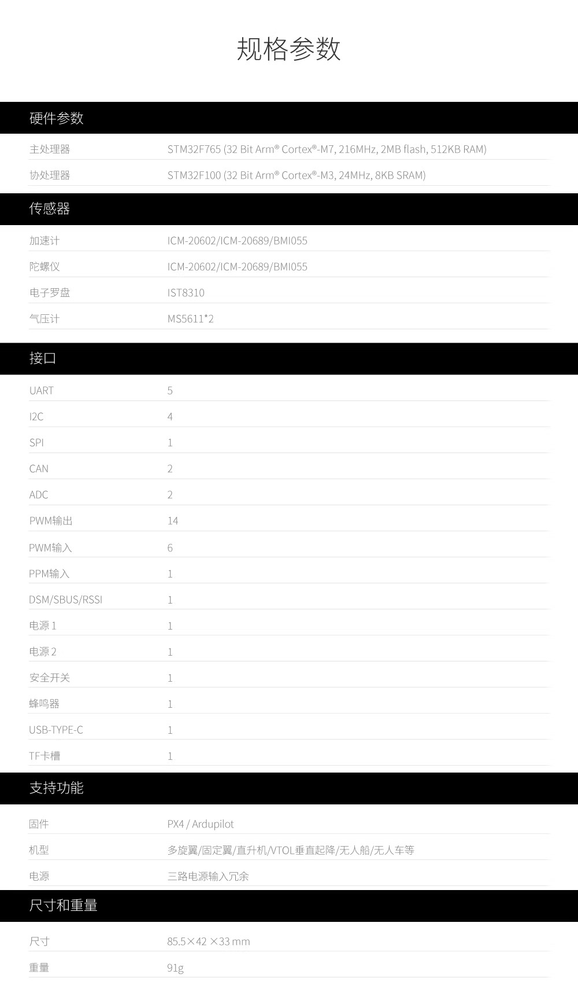 规格参数
硬件参数
主处理器 STM32F765 (32 Bit Arm® Cortex®-M7, 216MHz, 2MB flash, 512KB RAM)
协处理器 STM32F100 (32 Bit Arm® Cortex®-M3, 24MHz, 8KB SRAM)
传感器
加速计 ICM-20602/ICM-20689/BMI055
陀螺仪 ICM-20602/ICM-20689/BMI055
电子罗盘 IST8310
气压计 MS5611*2
接口
UART 5
I2C 4
SPI 1
CAN 2
ADC 2
PWM输出 14
PWM输入 6
PPM输入 1
DSM/SBUS/RSSI 1
电源 1 1
电源 2 1
安全开关 1
蜂鸣器 1
USB-TYPE-C 1
TF卡槽 1
支持功能
固件 PX4 / Ardupilot
机型 多旋翼/固定翼/直升机/VTOL垂直起降/无人船/无人车等
电源 三路电源输入冗余
尺寸和重量
尺寸 85.5×42 ×33 mm
重量 91g